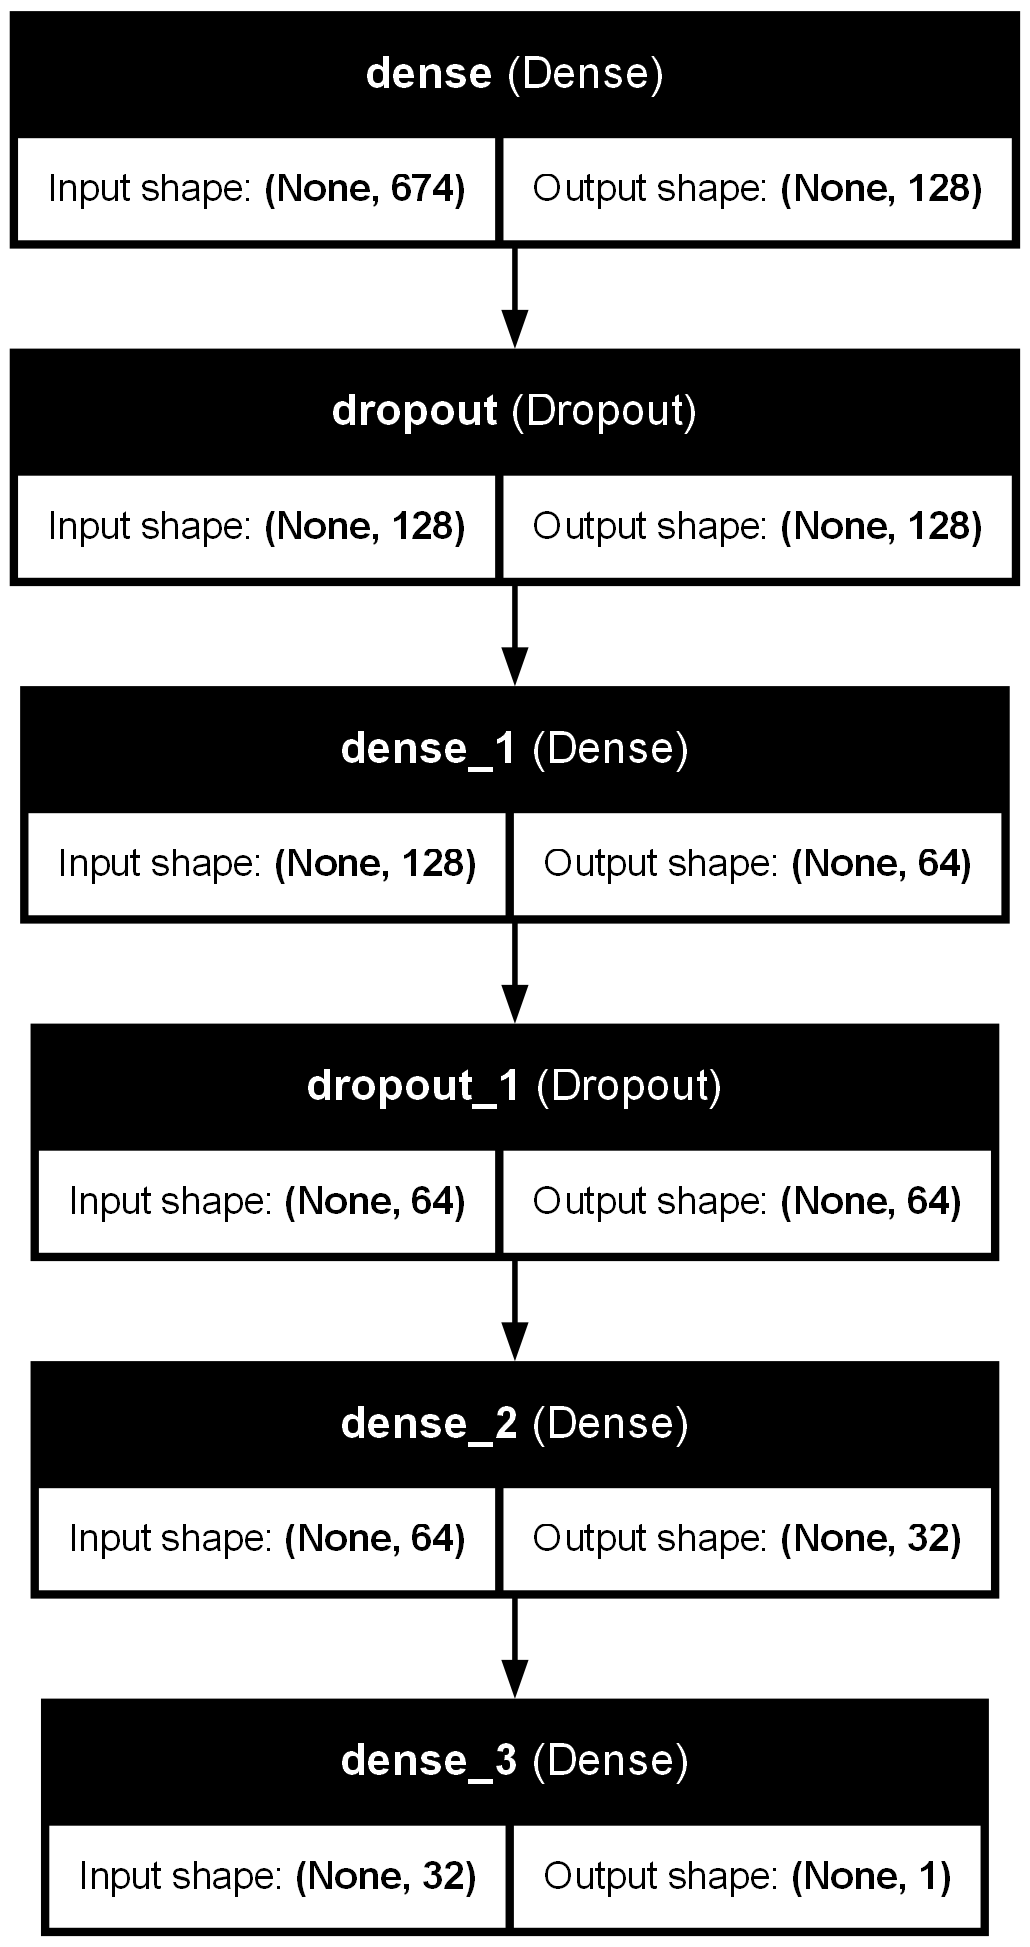 dense (Dense)
Input shape: (None, 674) Output shape: (None, 128)
dropout (Dropout)
Input shape: (None, 128) Output shape: (None, 128)
dense_1 (Dense)
Input shape: (None, 128) Output shape: (None, 64)
dropout_1 (Dropout)
Input shape: (None, 64) Output shape: (None, 64)
dense_2 (Dense)
Input shape: (None, 64) Output shape: (None, 32)
dense_3 (Dense)
Input shape: (None, 32) Output shape: (None, 1)